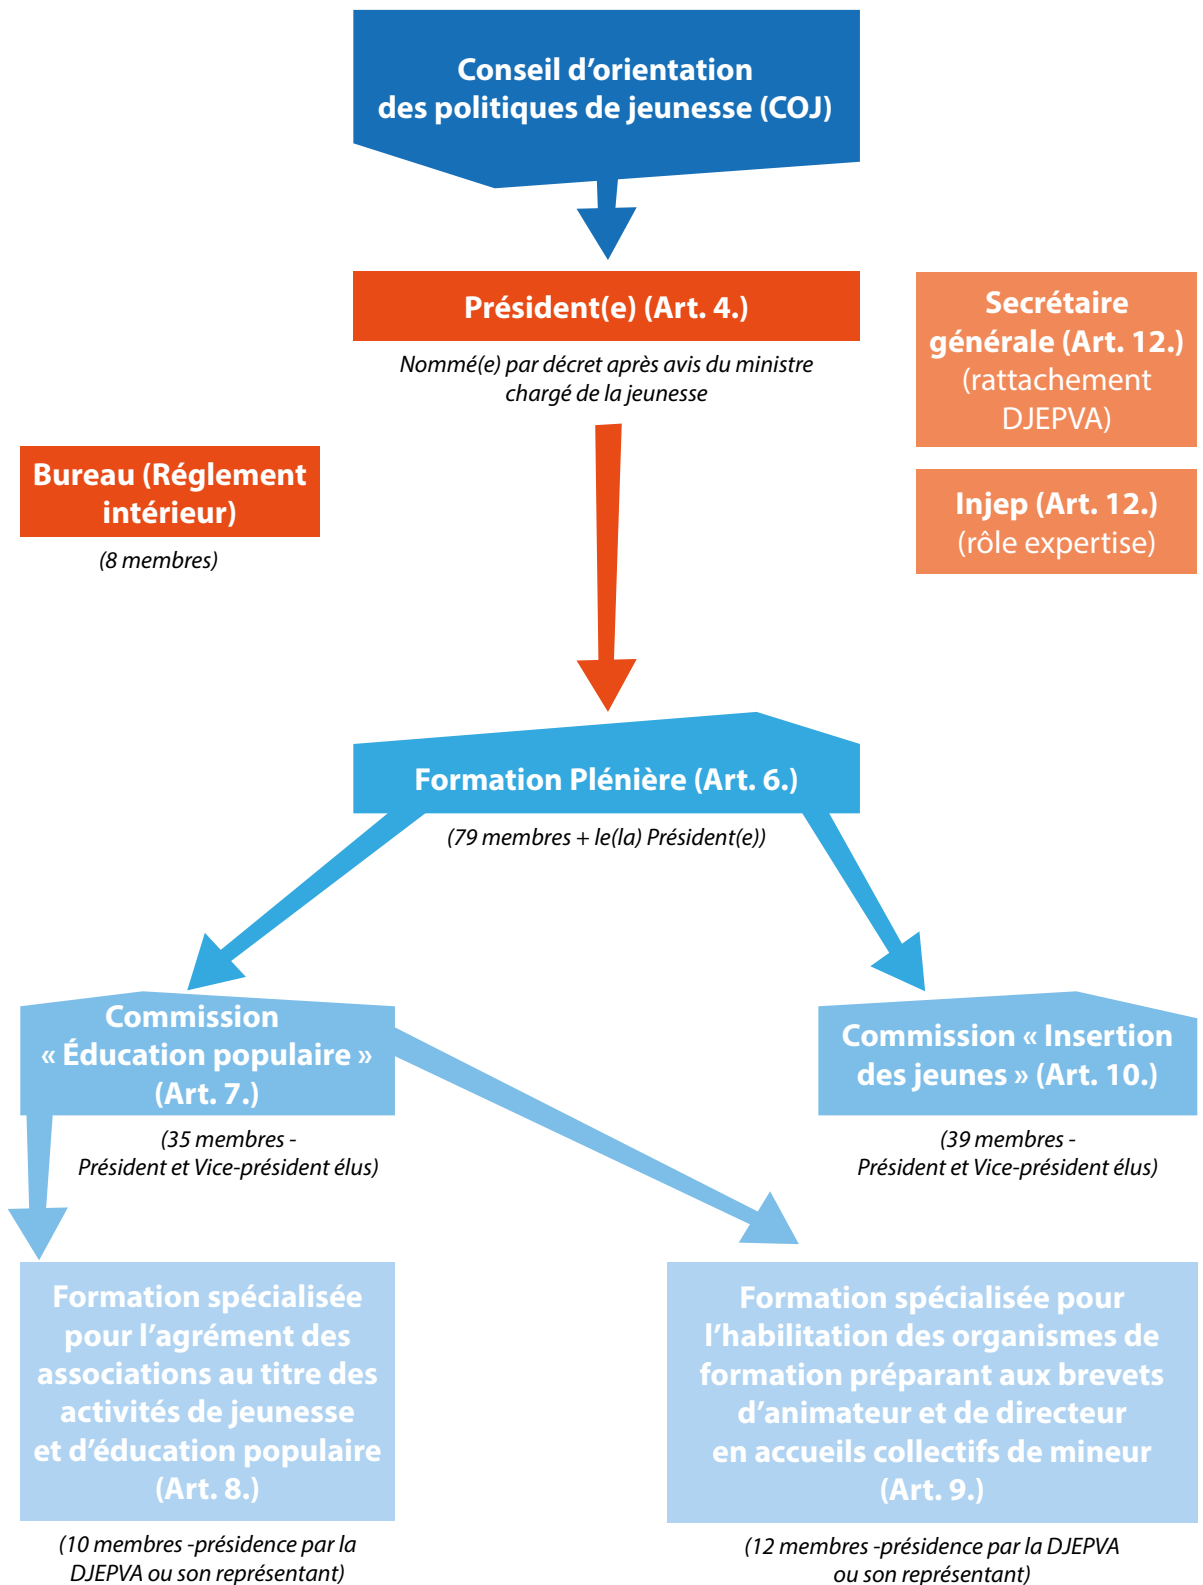 Conseil d'orientation
des politiques de jeunesse (COJ)
Président(e) (Art. 4.)
Nommé(e) par décret après avis du ministre
chargé de la jeunesse
Secrétaire
générale (Art. 12.)
(rattachement
DJEPVA)
Bureau (Réglement
intérieur)
(8 membres)
Injep (Art. 12.)
(rôle expertise)
Formation Plénière (Art. 6.)
(79 membres + le(la) Président(e))
Commission
« Éducation populaire »
(Art. 7.)
(35 membres -
Président et Vice-président élus)
Commission « Insertion
des jeunes » (Art. 10.)
(39 membres -
Président et Vice-président élus)
Formation spécialisée
pour l'agrément des
associations au titre des
activités de jeunesse
et d'éducation populaire
(Art. 8.)
(10 membres -présidence par la
DJEPVA ou son représentant)
Formation spécialisée pour
l'habilitation des organismes de
formation préparant aux brevets
d'animateur et de directeur
en accueils collectifs de mineur
(Art. 9.)
(12 membres -présidence par la DJEPVA
ou son représentant)